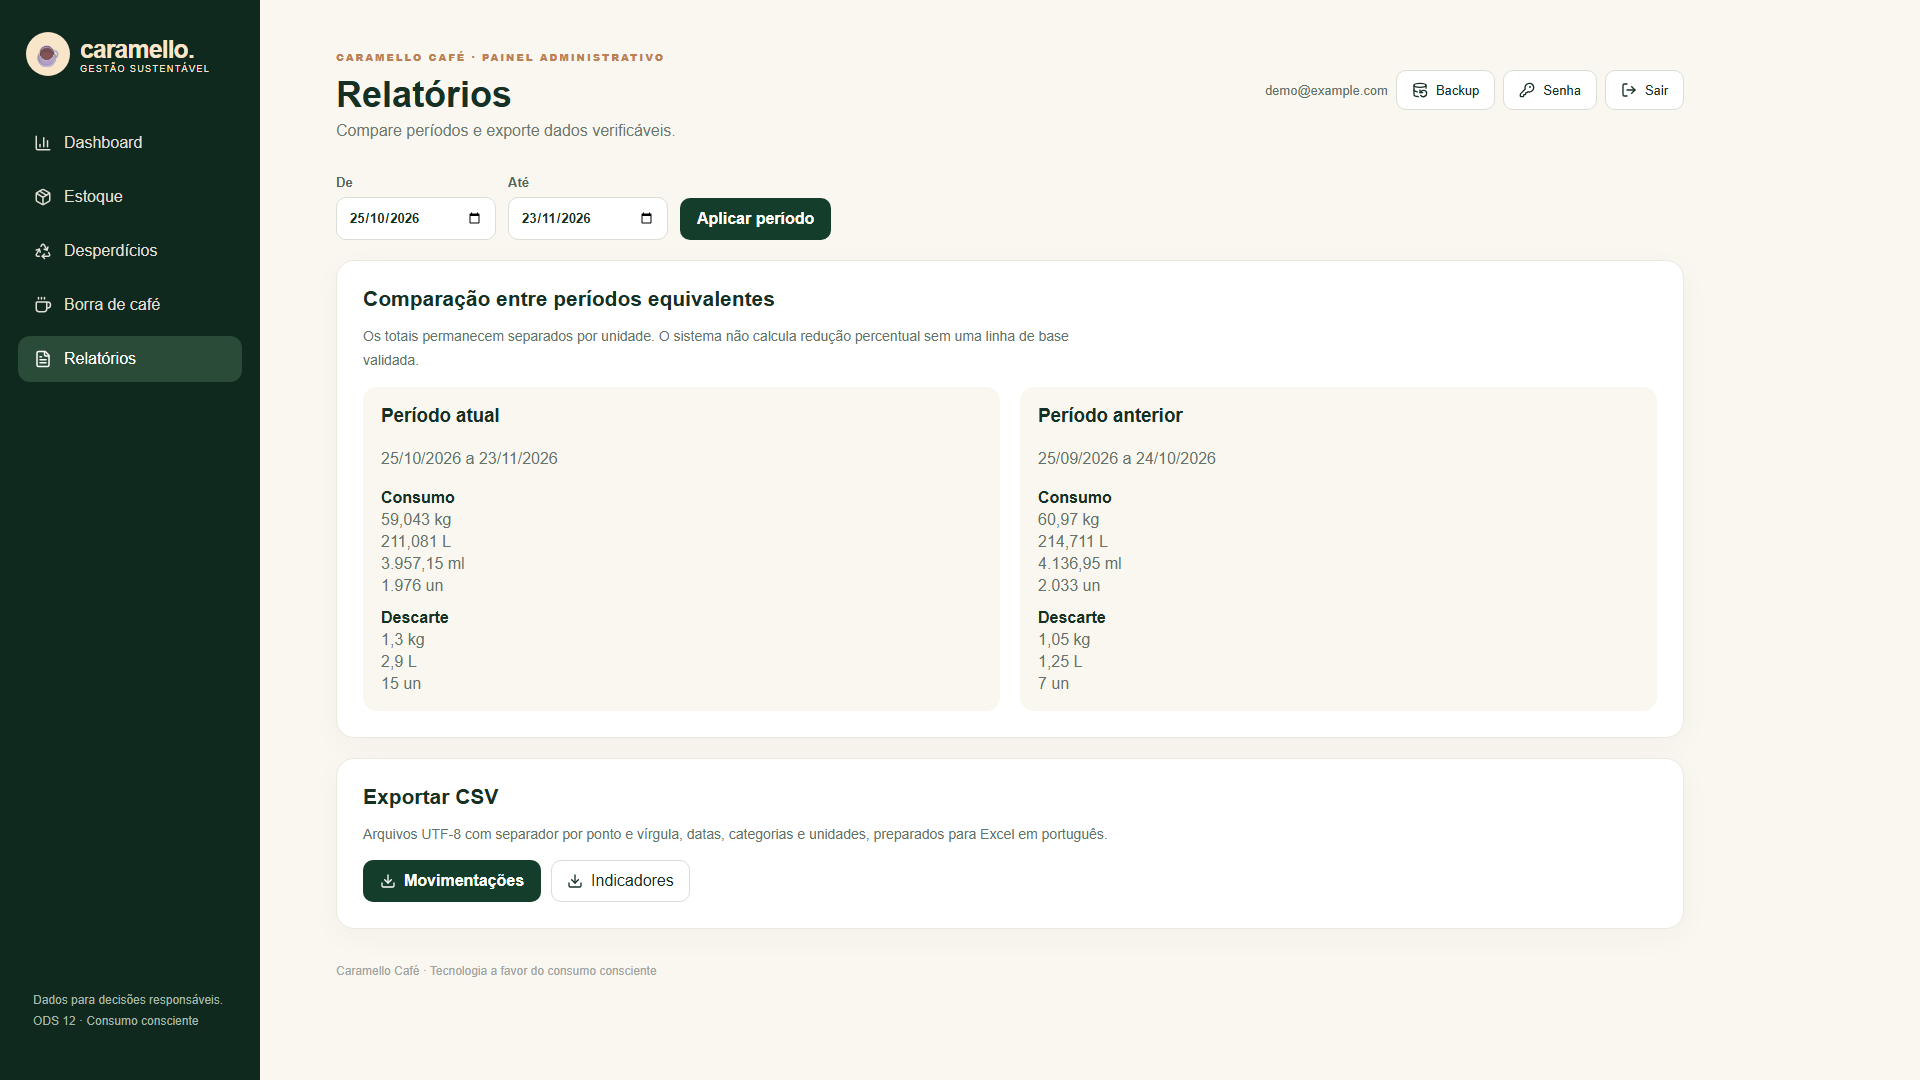 caramello.
GESTÃO SUSTENTÁVEL
Dashboard
Estoque
Desperdícios
Borra de café
Relatórios
Dados para decisões responsáveis.
ODS 12 · Consumo consciente
CARAMELLO CAFÉ · PAINEL ADMINISTRATIVO
Relatórios
Compare períodos e exporte dados verificáveis.
demo@example.com
Backup
Senha
Sair
De
Até
25/10/2026
23/11/2026
Aplicar período
Comparação entre períodos equivalentes
Os totais permanecem separados por unidade. O sistema não calcula redução percentual sem uma linha de base
validada.
Período atual
25/10/2026 a 23/11/2026
Consumo
59,043 kg
211,081 L
3.957,15 ml
1.976 un
Descarte
1,3 kg
2,9 L
15 un
Período anterior
25/09/2026 a 24/10/2026
Consumo
60,97 kg
214,711 L
4.136,95 ml
2.033 un
Descarte
1,05 kg
1,25 L
7 un
Exportar CSV
Arquivos UTF-8 com separador por ponto e vírgula, datas, categorias e unidades, preparados para Excel em português.
Movimentações
Indicadores
Caramello Café · Tecnologia a favor do consumo consciente